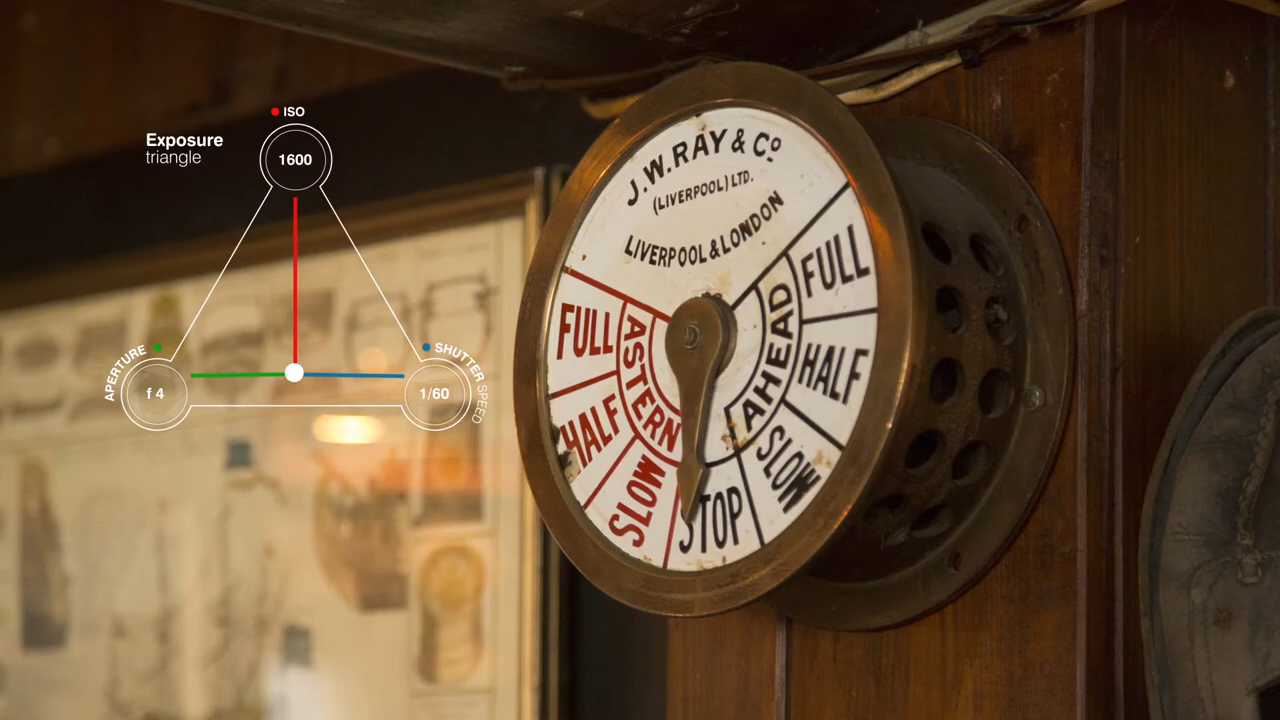 ISO
Exposure
triangle
1600
APERTURE
SHUTTER SPEED
f 4
1/60
J.W.RAY & Co
(LIVERPOOL) LTD.
LIVERPOOL & LONDON
FULL
HALF
SLOW
ASTERN
STOP
AHEAD
FULL
HALF
SLOW